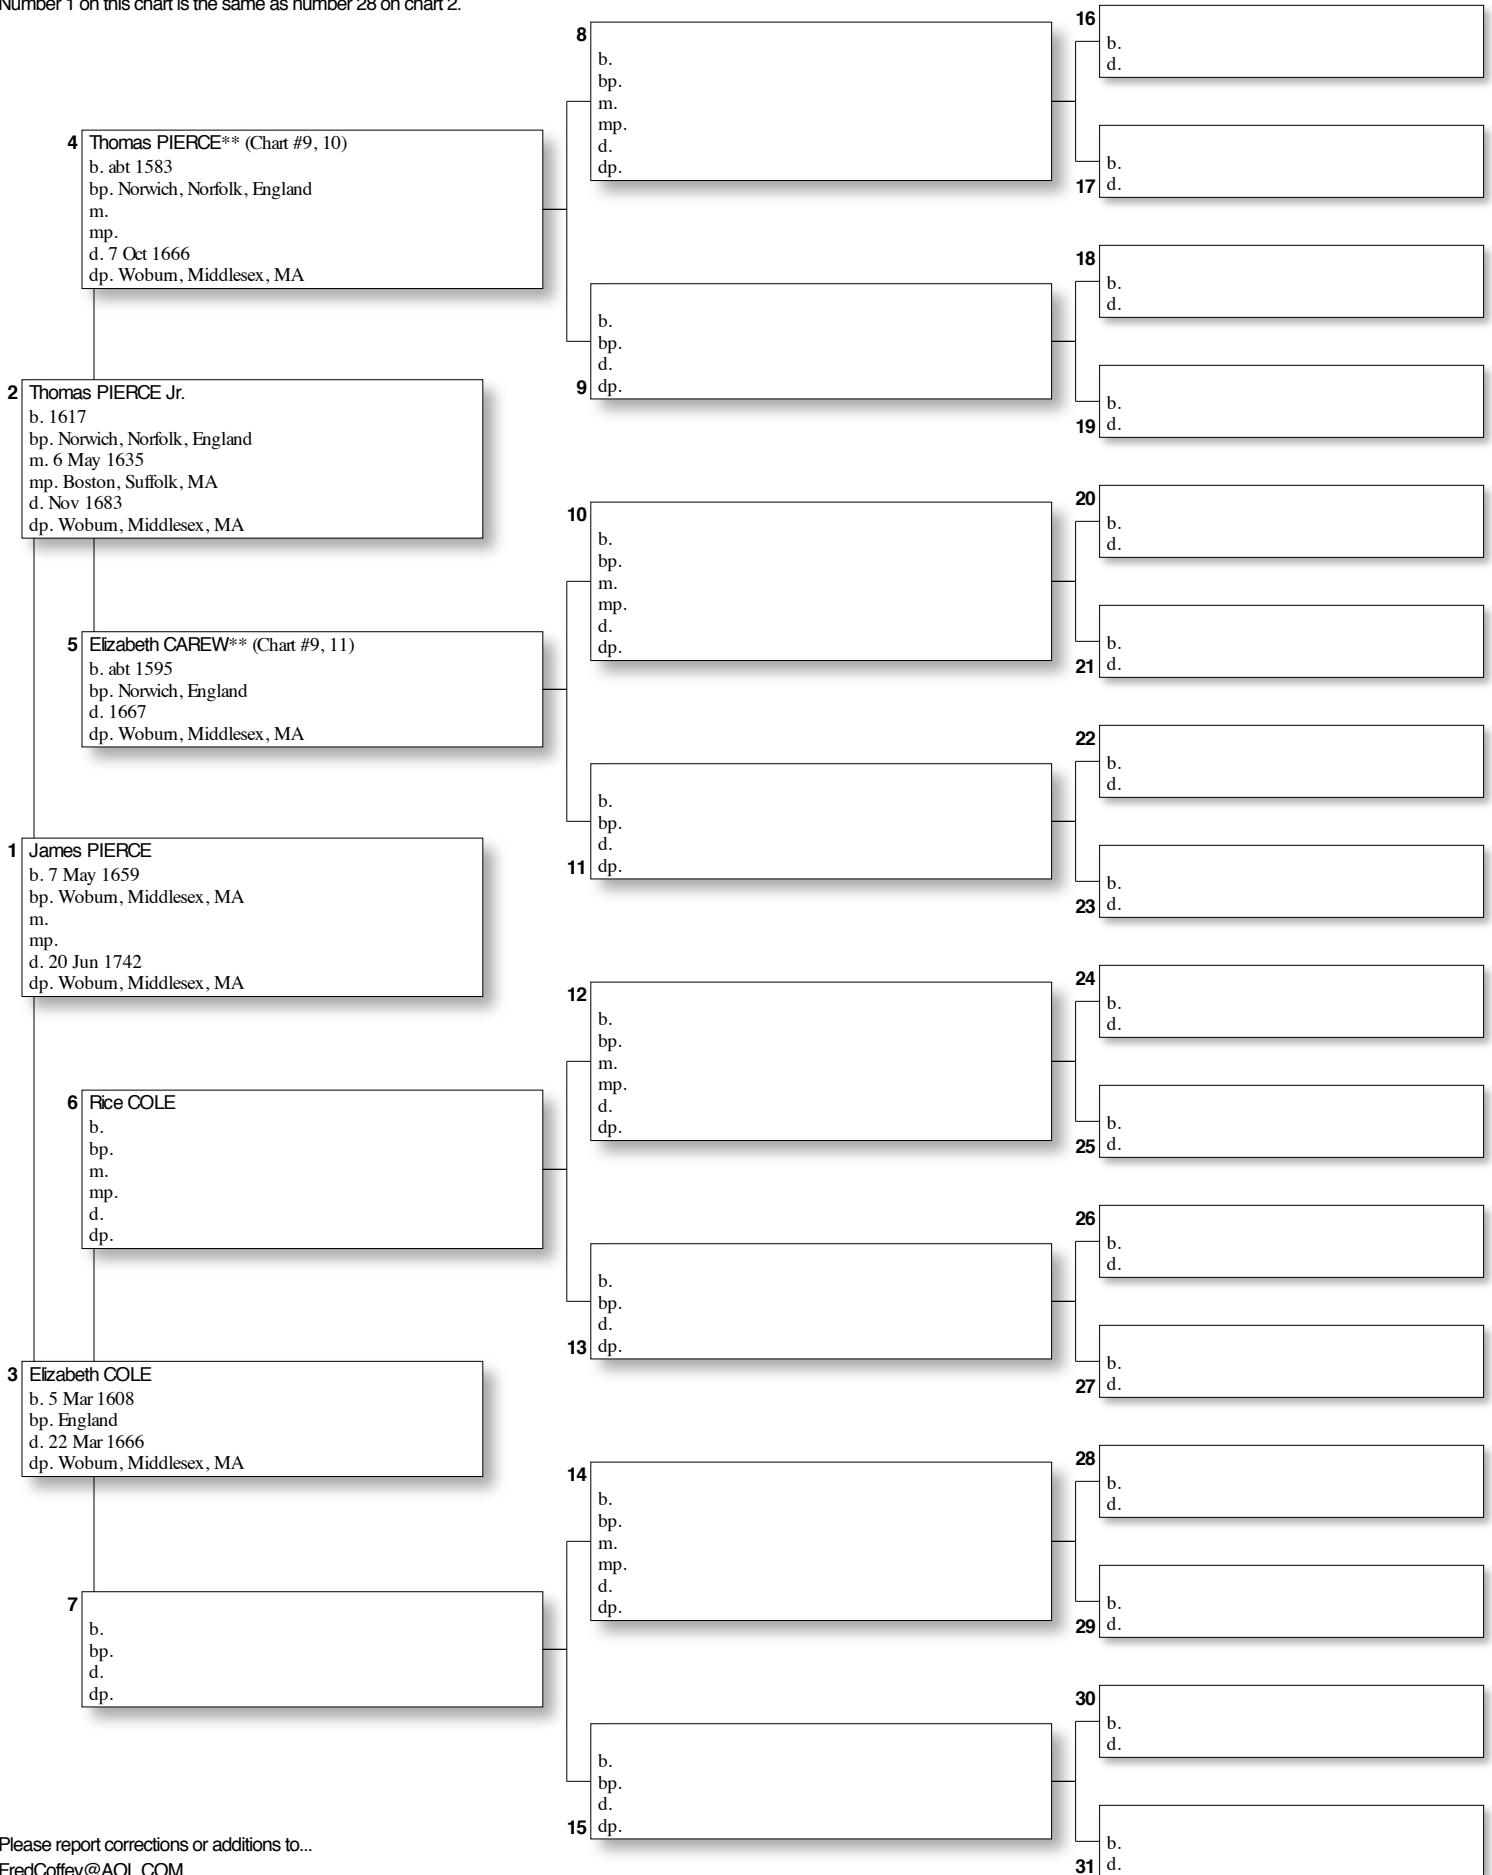 Number 1 on this chart is the same as number 28 on chart 2.
4 Thomas PIERCE** (Chart #9, 10)
b. abt 1583
bp. Norwich, Norfolk, England
m.
mp.
d. 7 Oct 1666
dp. Woburn, Middlesex, MA
2 Thomas PIERCE Jr.
b. 1617
bp. Norwich, Norfolk, England
m. 6 May 1635
mp. Boston, Suffolk, MA
d. Nov 1683
dp. Woburn, Middlesex, MA
5 Elizabeth CAREW** (Chart #9, 11)
b. abt 1595
bp. Norwich, England
d. 1667
dp. Woburn, Middlesex, MA
1 James PIERCE
b. 7 May 1659
bp. Woburn, Middlesex, MA
m.
mp.
d. 20 Jun 1742
dp. Woburn, Middlesex, MA
6 Rice COLE
b.
bp.
m.
mp.
d.
dp.
3 Elizabeth COLE
b. 5 Mar 1608
bp. England
d. 22 Mar 1666
dp. Woburn, Middlesex, MA
7
b.
bp.
d.
dp.
8
b.
bp.
m.
mp.
d.
dp.
b.
bp.
d.
9 dp.
10
b.
bp.
m.
mp.
d.
dp.
b.
bp.
d.
11 dp.
12
b.
bp.
m.
mp.
d.
dp.
b.
bp.
d.
13 dp.
14
b.
bp.
m.
mp.
d.
dp.
b.
bp.
d.
15 dp.
16
b.
d.
b.
17 d.
18
b.
d.
b.
19 d.
20
b.
d.
b.
21 d.
22
b.
d.
b.
23 d.
24
b.
d.
b.
25 d.
26
b.
d.
b.
27 d.
28
b.
d.
b.
29 d.
30
b.
d.
b.
31 d.
Please report corrections or additions to...
FredCoffey@AOL.COM